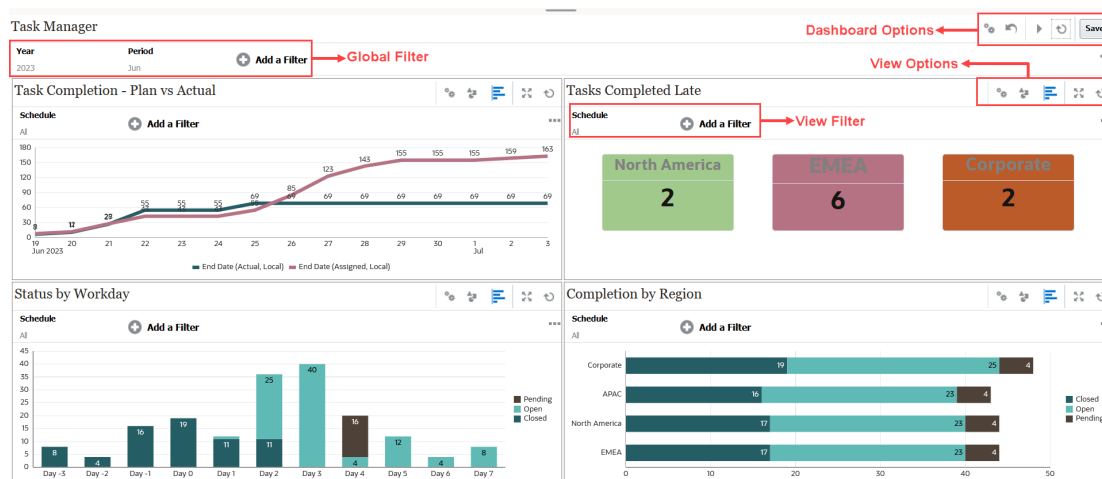 Task Manager
Dashboard Options
Save
Year Period
Add a Filter
Global Filter
2023 Jun
View Options
Task Completion - Plan vs Actual
Schedule
Add a Filter
All
180
150
120
90
60
30
0
8 28 55 55 55 69 69 69 69 69 69 69 69 69
85 123 143 155 155 155 159 163
19 20 21 22 23 24 25 26 27 28 29 30 1 2 3
Jun 2023 Jul
End Date (Actual, Local) End Date (Assigned, Local)
Tasks Completed Late
Schedule
Add a Filter
View Filter
All
North America EMEA Corporate
2 6 2
Status by Workday
Schedule
Add a Filter
All
45
40
35
30
25
20
15
10
5
0
8 4 16 19 11 11 25 40 16 4 12 4 8
Day -3 Day -2 Day -1 Day 0 Day 1 Day 2 Day 3 Day 4 Day 5 Day 6 Day 7
Pending
Open
Closed
Completion by Region
Schedule
Add a Filter
All
Corporate 19 25 4
APAC 16 23 4
North America 17 23 4
EMEA 17 23 4
0 10 20 30 40 50
Closed
Open
Pending